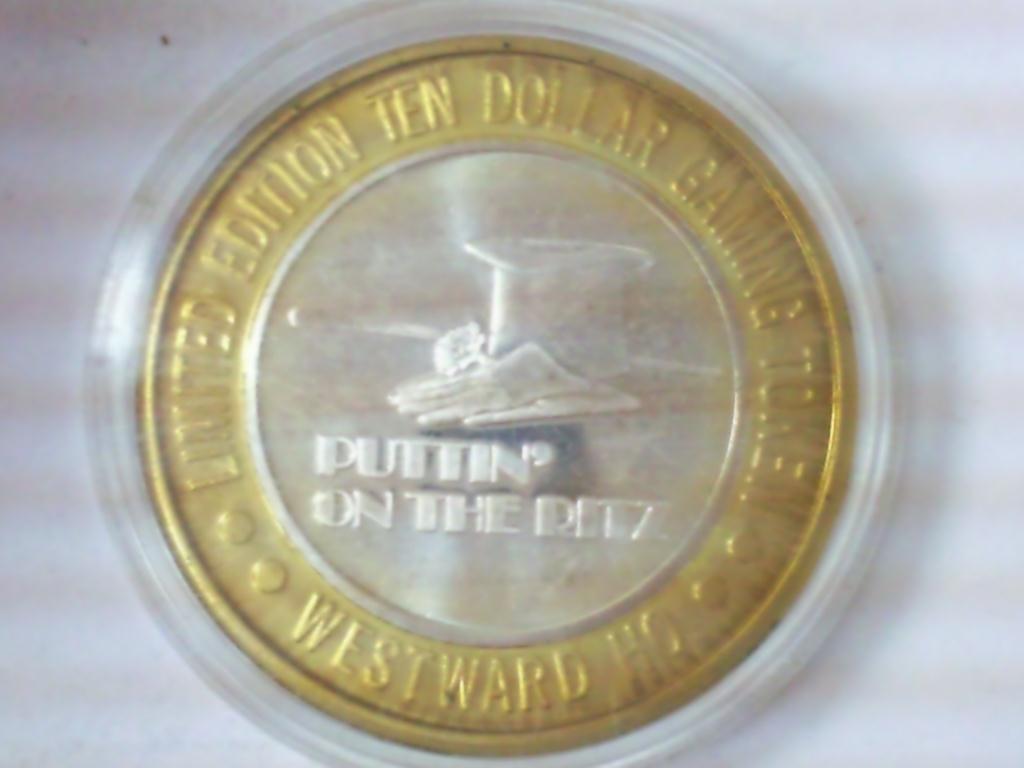 LIMITED EDITION TEN DOLLAR GAMING TOKEN
PUTTIN'
ON THE RITZ
WESTWARD HO